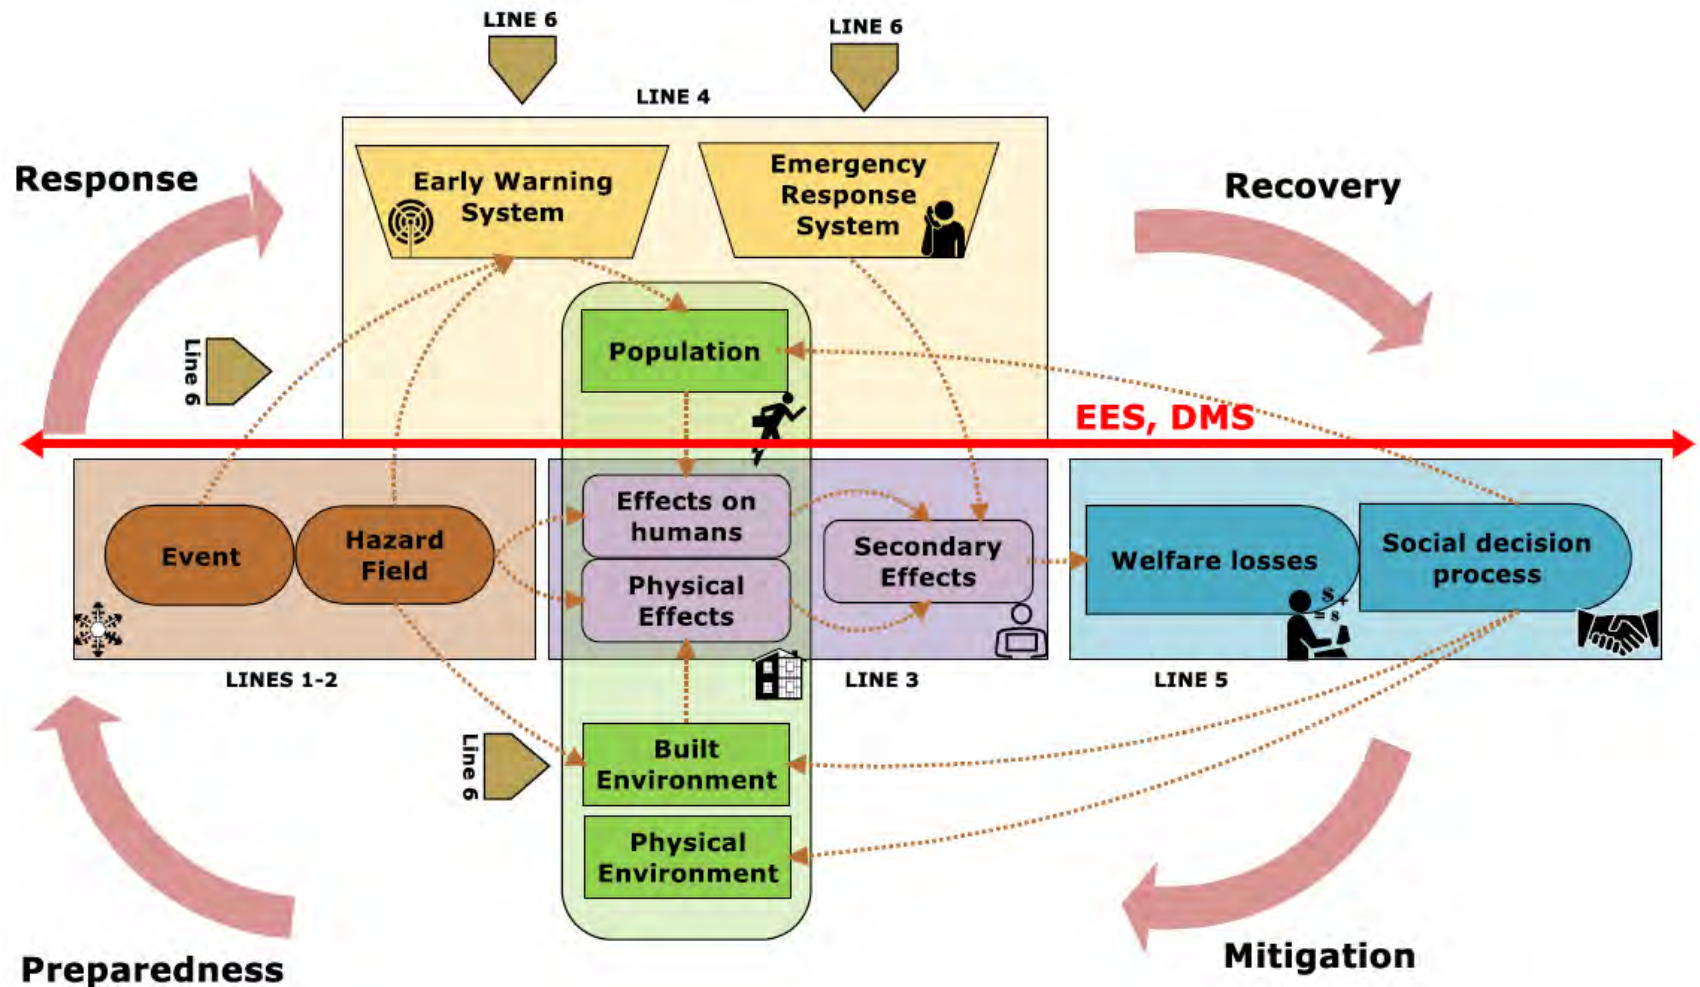 LINE 6
LINE 6
LINE 4
Response
Early Warning
System
Emergency
Response
System
Recovery
Line 6
Population
EES, DMS
Event
Hazard
Field
Effects on
humans
Physical
Effects
Secondary
Effects
Welfare losses
Social decision
process
$ +
= $
LINES 1-2
LINE 3
LINE 5
Line 6
Built
Environment
Physical
Environment
Preparedness
Mitigation